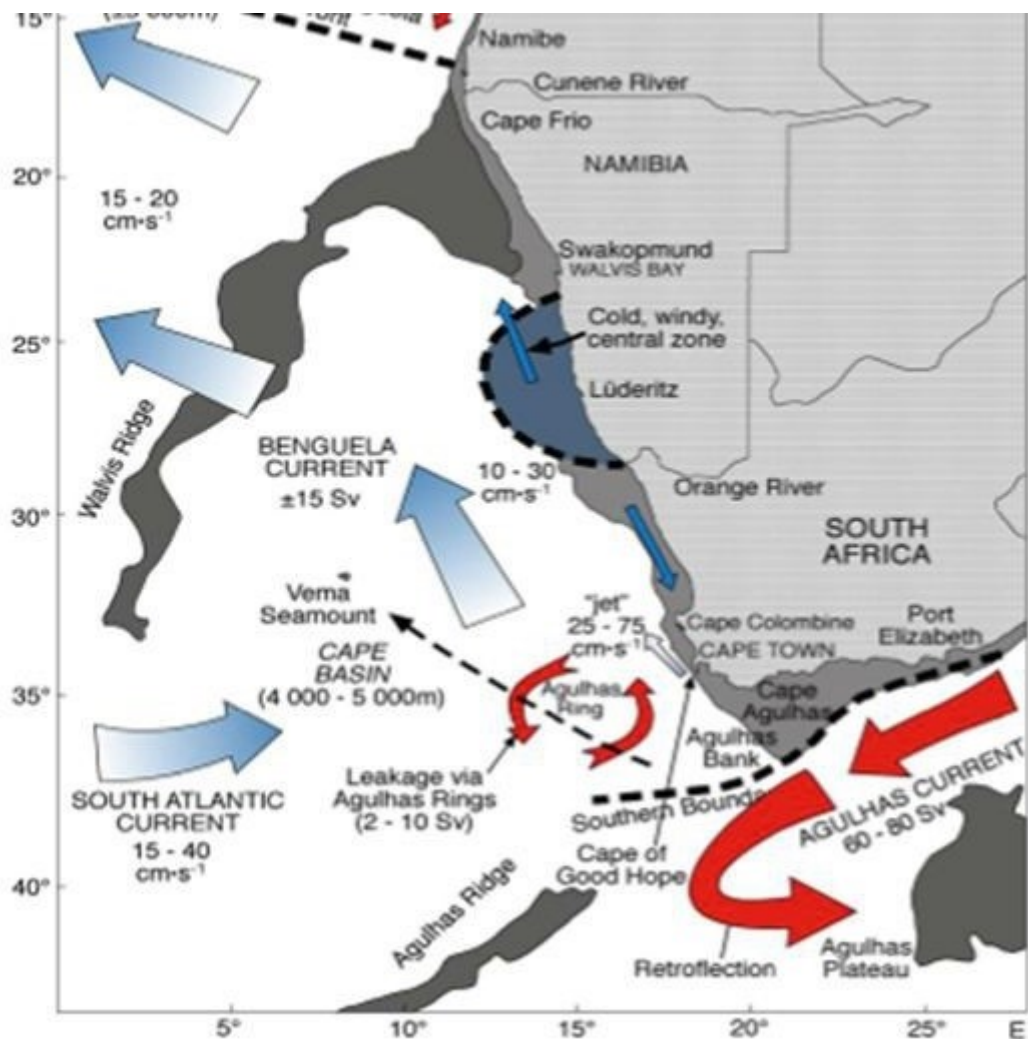 15°
Namibe
Cunene River
Cape Frio
NAMIBIA
20°
15 - 20
cm•s⁻¹
Swakopmund
WALVIS BAY
Cold, windy,
central zone
25°
Lüderitz
Walvis Ridge
BENGUELA
CURRENT
±15 Sv
10 - 30
cm•s⁻¹
Orange River
30°
SOUTH
AFRICA
Vema
Seamount
"jet"
25 - 75
cm•s⁻¹
Cape Colombine
CAPE TOWN
Port
Elizabeth
CAPE
BASIN
(4 000 - 5 000m)
35°
Agulhas
Ring
Cape
Agulhas
Agulhas
Bank
Leakage via
Agulhas Rings
(2 - 10 Sv)
SOUTH ATLANTIC
CURRENT
15 - 40
cm•s⁻¹
Southern Bounda
AGULHAS CURRENT
60 - 80 Sv
Cape of
Good Hope
40°
Agulhas Ridge
Retroflection
Agulhas
Plateau
5°
10°
15°
20°
25°
E